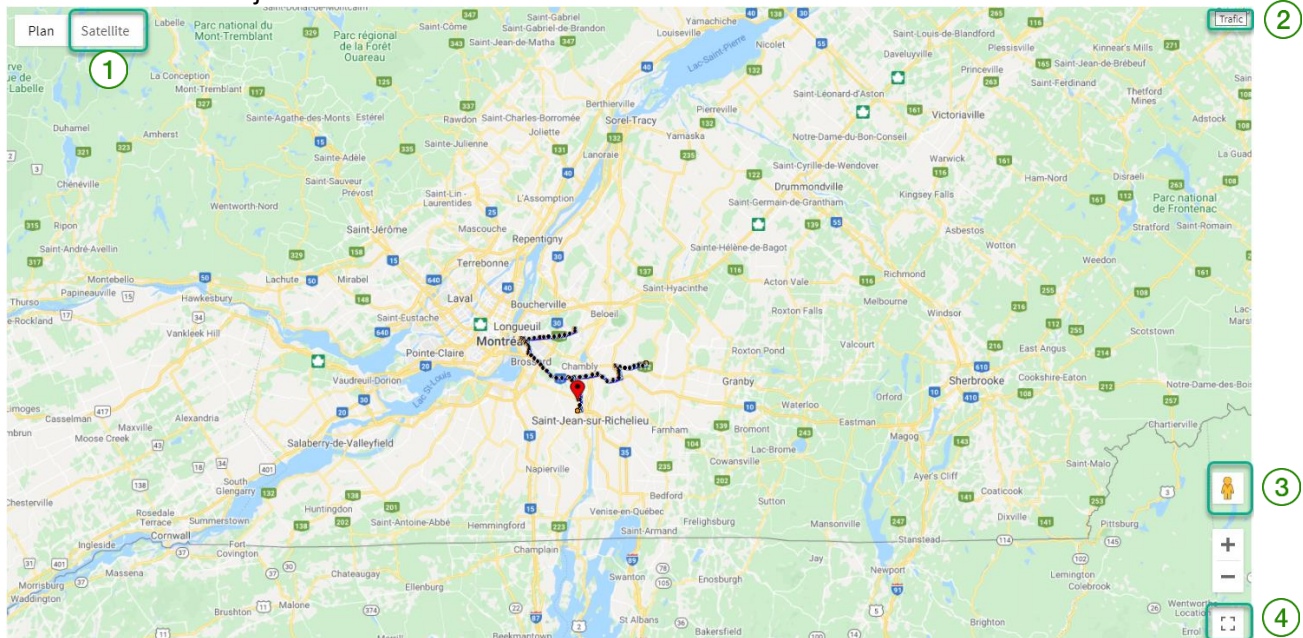 Plan
Satellite
1
Trafic
2
3
4
Labelle
Parc national du
Mont-Tremblant
Saint-Côme
Saint-Gabriel
Saint-Gabriel-de-Brandon
Saint-Jean-de-Matha
Parc régional
de la Forêt
Ouareau
Yamachiche
Louiseville
Nicolet
Lac-Saint-Pierre
Saint-Louis-de-Blandford
Daveluyville
Plessisville
Kinnear's Mills
Saint-Jean-de-Brébeuf
Princeville
Saint-Ferdinand
Thetford
Mines
La Conception
Mont-Tremblant
Saint-Léonard-d'Aston
Berthierville
Sorel-Tracy
Pierreville
Victoriaville
Adstock
Sainte-Agathe-des-Monts
Estérel
Rawdon
Saint-Charles-Borromée
Joliette
Yamaska
Notre-Dame-du-Bon-Conseil
Duhamel
Amherst
Sainte-Julienne
Lanoraie
Sainte-Adèle
Saint-Cyrille-de-Wendover
Warwick
Ham-Nord
Disraeli
Chénéville
Saint-Sauveur
Prévost
Drummondville
Saint-Germain-de-Grantham
Kingsey Falls
Parc national
de Frontenac
Wentworth-Nord
Saint-Lin -
Laurentides
L'Assomption
Ripon
Saint-Jérôme
Mascouche
Repentigny
Asbestos
Wotton
Stratford
Saint-Romain
Saint-André-Avellin
Sainte-Hélène-de-Bagot
Weedon
Terrebonne
Montebello
Papineauville
Lachute
Mirabel
Saint-Hyacinthe
Acton Vale
Richmond
Thurso
Hawkesbury
Laval
Boucherville
Beloeil
Roxton Falls
Melbourne
Windsor
e-Rockland
Saint-Eustache
Longueuil
Vankleek Hill
Scotstown
Pointe-Claire
Brossard
Chambly
Roxton Pond
Valcourt
East Angus
Vaudreuil-Dorion
Lac-St-Louis
Granby
Sherbrooke
Cookshire-Eaton
Notre-Dame-des-Bois
Limoges
Casselman
Maxville
Alexandria
Moose Creek
Saint-Jean-sur-Richelieu
Waterloo
Orford
Eastman
Magog
Chartierville
Salaberry-de-Valleyfield
Farnham
Bromont
Lac-Brome
Cowansville
Napierville
Ayer's Cliff
Saint-Malo
South
Glengarry
Bedford
Sutton
Coaticook
Chesterville
Huntingdon
Rosedale
Terrace
Summerstown
Cornwall
Saint-Antoine-Abbé
Hemmingford
Venise-en-Québec
Saint-Armand
Frelighsburg
Mansonville
Dixville
Stanstead
Pittsburg
Ingleside
Fort
Covington
Champlain
Massena
Chateaugay
Swanton
Enosburgh
Jay
Newport
Lemington
Colebrook
Morrisburg
Waddington
Ellenburg
Brushton
Malone
St Albans
Bakersfield
Beekmantown
Brighton
Wentworth
Location
Errol